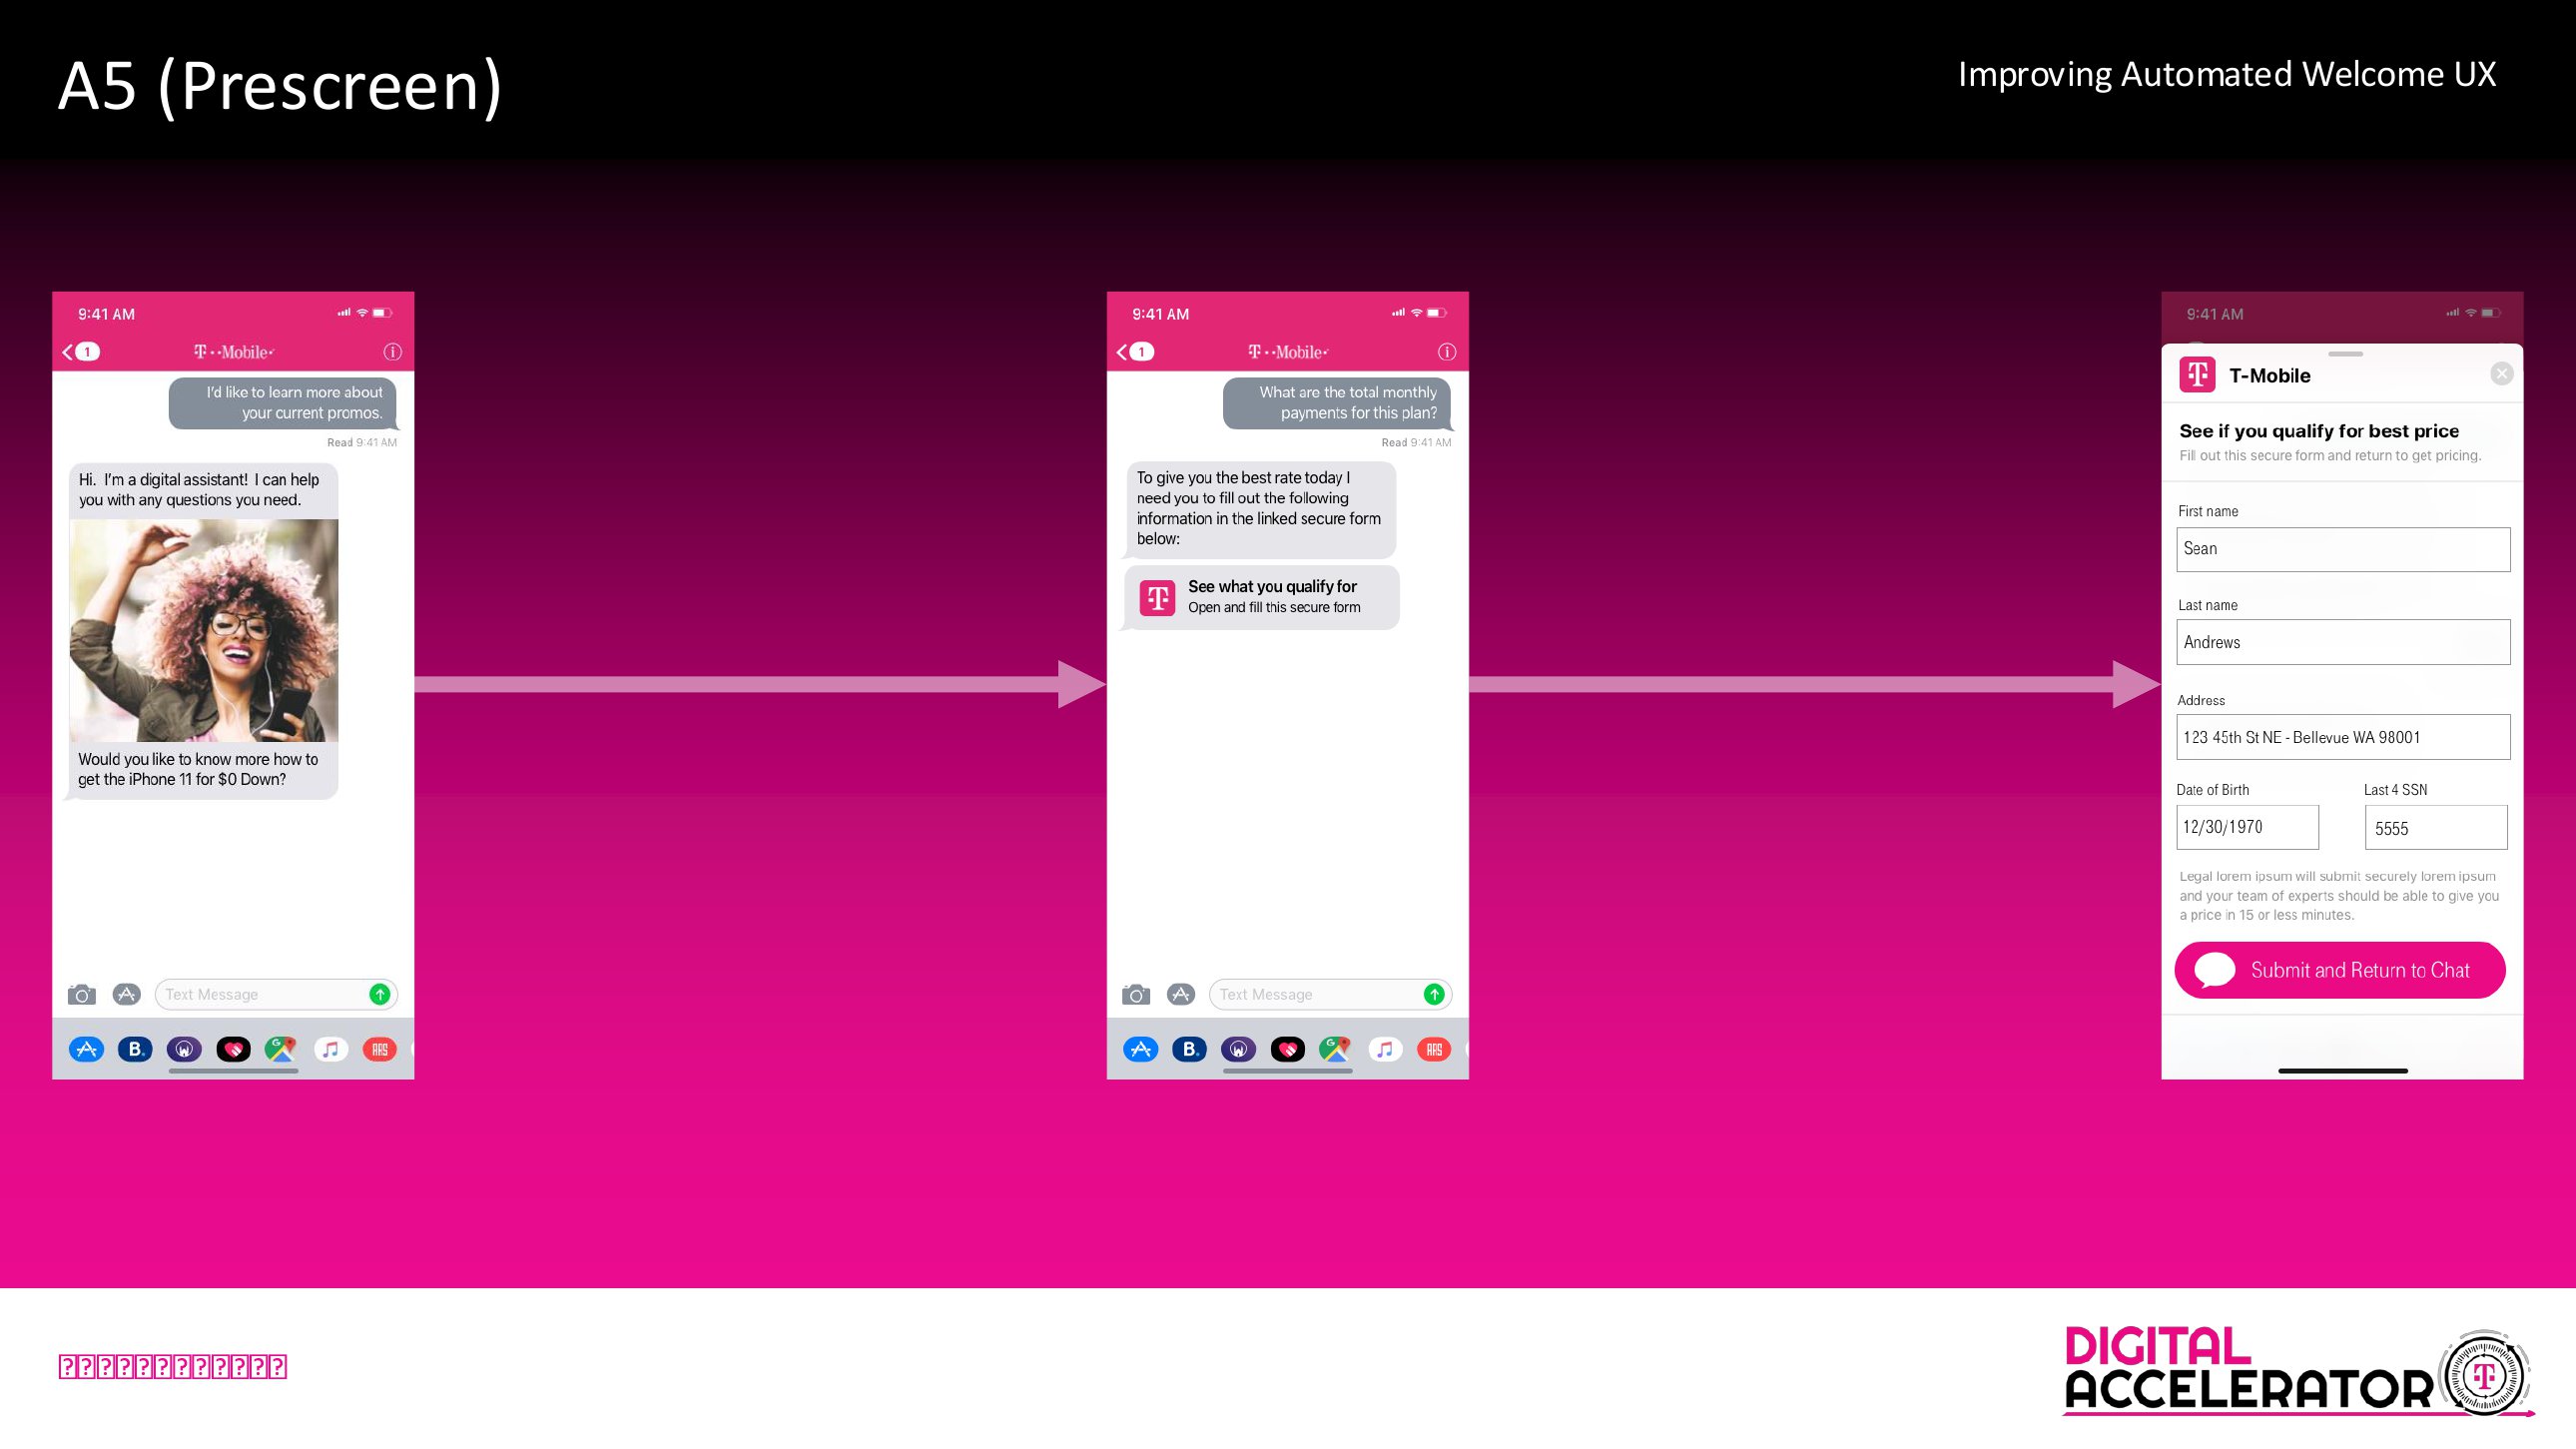 A5 (Prescreen)
Improving Automated Welcome UX
9:41 AM
1
T··Mobile·
I'd like to learn more about
your current promos.
Read 9:41 AM
Hi. I'm a digital assistant! I can help
you with any questions you need.
Would you like to know more how to
get the iPhone 11 for $0 Down?
Text Message
B.
9:41 AM
1
T··Mobile·
What are the total monthly
payments for this plan?
Read 9:41 AM
To give you the best rate today I
need you to fill out the following
information in the linked secure form
below:
T
See what you qualify for
Open and fill this secure form
Text Message
B.
9:41 AM
T
T-Mobile
See if you qualify for best price
Fill out this secure form and return to get pricing.
First name
Sean
Last name
Andrews
Address
123 45th St NE - Bellevue WA 98001
Date of Birth
Last 4 SSN
12/30/1970
5555
Legal lorem ipsum will submit securely lorem ipsum
and your team of experts should be able to give you
a price in 15 or less minutes.
Submit and Return to Chat
DIGITAL
ACCELERATOR
T